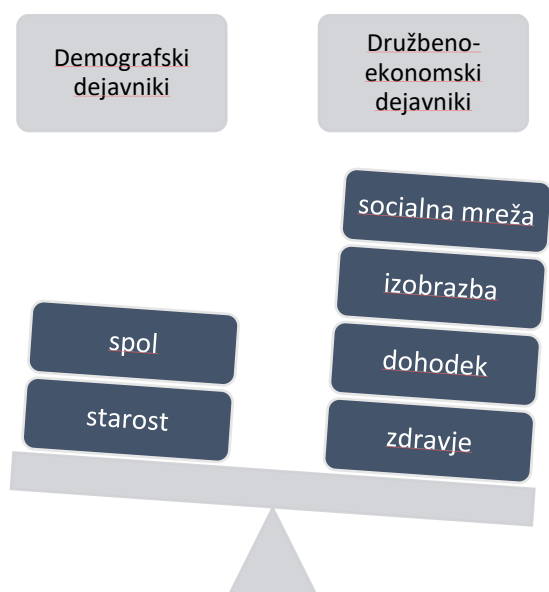 Demografski
dejavniki
Družbeno-
ekonomski
dejavniki
spol
starost
socialna mreža
izobrazba
dohodek
zdravje